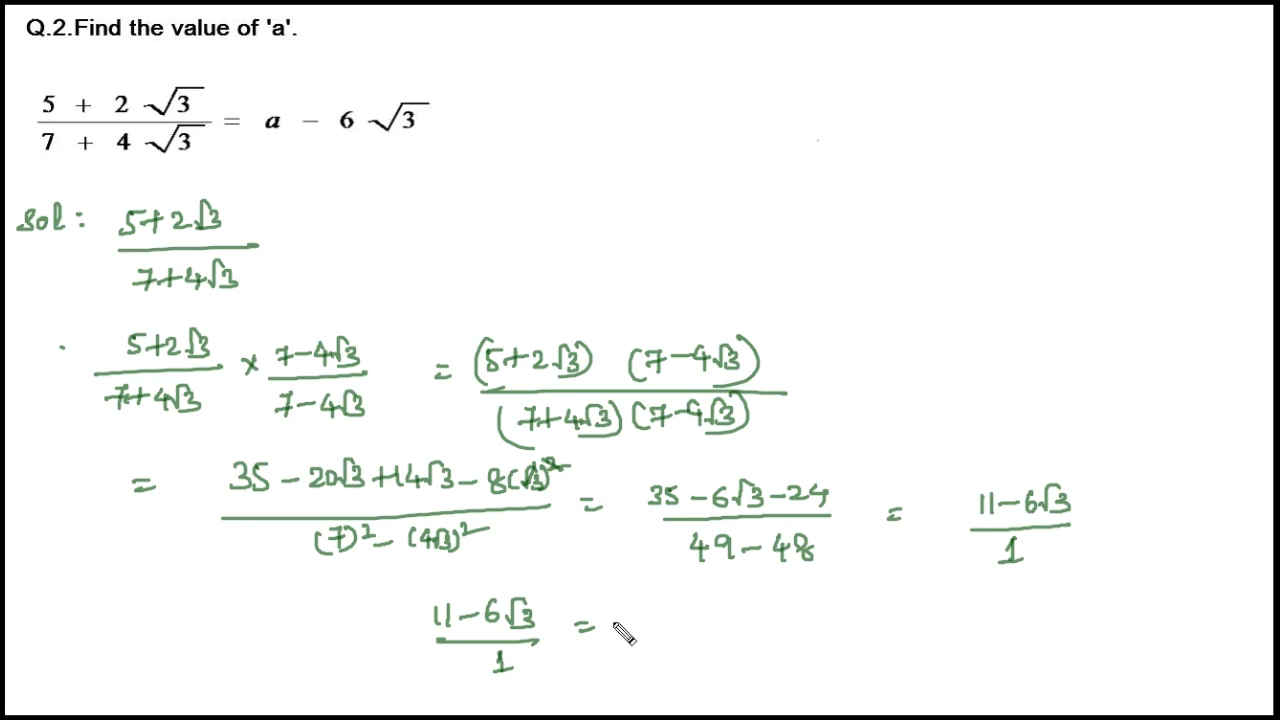 Q.2.Find the value of 'a'.
5 + 2 √3
7 + 4 √3
= a − 6 √3
Sol: 5+2√3
7+4√3
5+2√3 × 7−4√3 = (5+2√3) (7−4√3)
7+4√3 7−4√3 (7+4√3) (7−4√3)
= 35 − 20√3 + 14√3 − 8(√3)² = 35 − 6√3 − 24 = 11 − 6√3
(7)² − (4√3)² 49 − 48 1
11 − 6√3 =
1